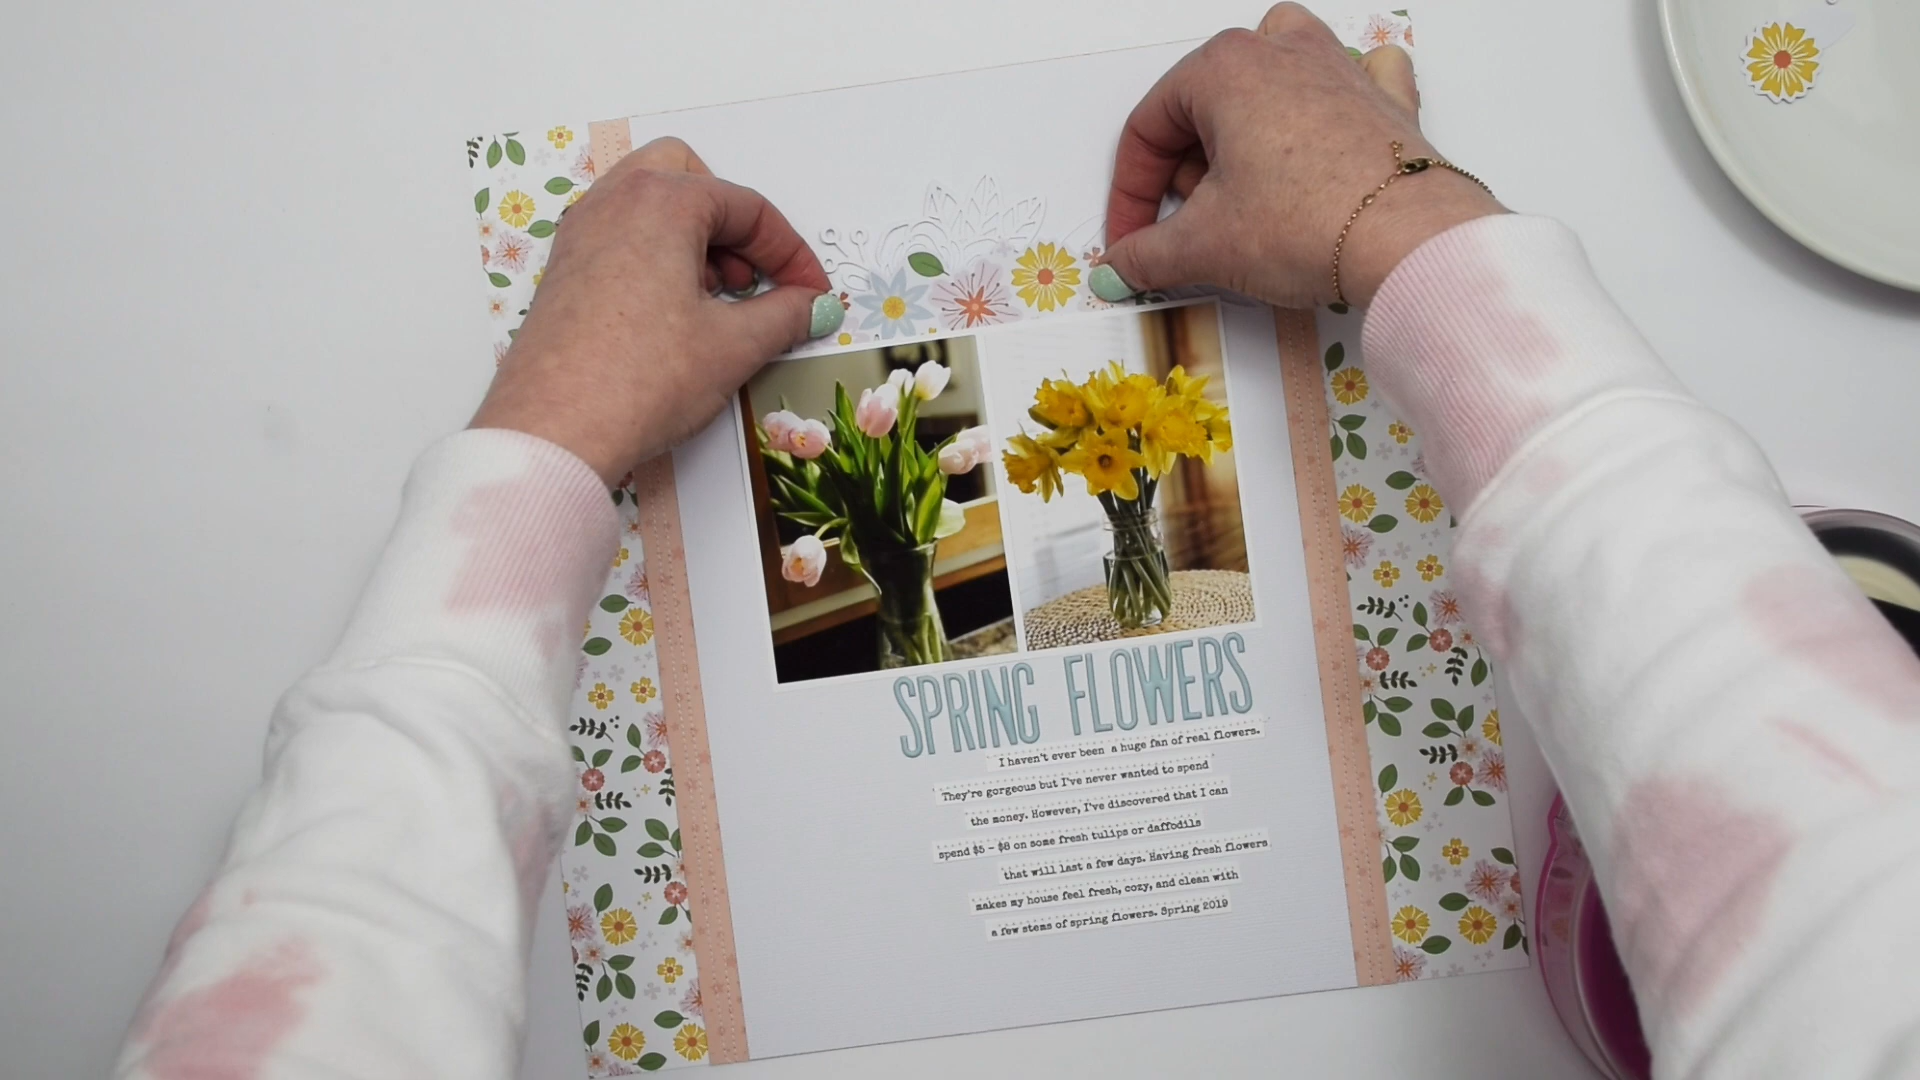 SPRING FLOWERS
I haven't ever been a huge fan of real flowers.
They're gorgeous but I've never wanted to spend
the money. However, I've discovered that I can
spend $5 - $8 on some fresh tulips or daffodils
that will last a few days. Having fresh flowers
makes my house feel fresh, cozy, and clean with
a few stems of spring flowers. Spring 2019